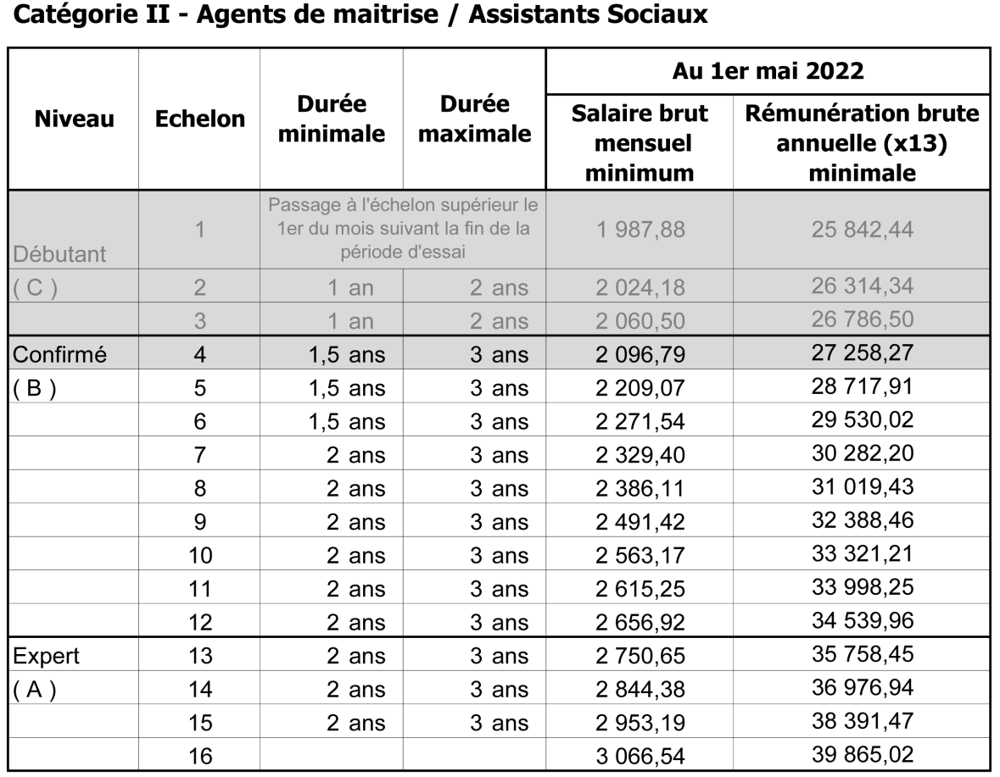 Catégorie II - Agents de maitrise / Assistants Sociaux
Au 1er mai 2022
Niveau Echelon Durée minimale Durée maximale Salaire brut mensuel minimum Rémunération brute annuelle (x13) minimale
Débutant 1 Passage à l'échelon supérieur le 1er du mois suivant la fin de la période d'essai 1 987,88 25 842,44
( C ) 2 1 an 2 ans 2 024,18 26 314,34
3 1 an 2 ans 2 060,50 26 786,50
Confirmé 4 1,5 ans 3 ans 2 096,79 27 258,27
( B ) 5 1,5 ans 3 ans 2 209,07 28 717,91
6 1,5 ans 3 ans 2 271,54 29 530,02
7 2 ans 3 ans 2 329,40 30 282,20
8 2 ans 3 ans 2 386,11 31 019,43
9 2 ans 3 ans 2 491,42 32 388,46
10 2 ans 3 ans 2 563,17 33 321,21
11 2 ans 3 ans 2 615,25 33 998,25
12 2 ans 3 ans 2 656,92 34 539,96
Expert 13 2 ans 3 ans 2 750,65 35 758,45
( A ) 14 2 ans 3 ans 2 844,38 36 976,94
15 2 ans 3 ans 2 953,19 38 391,47
16 3 066,54 39 865,02